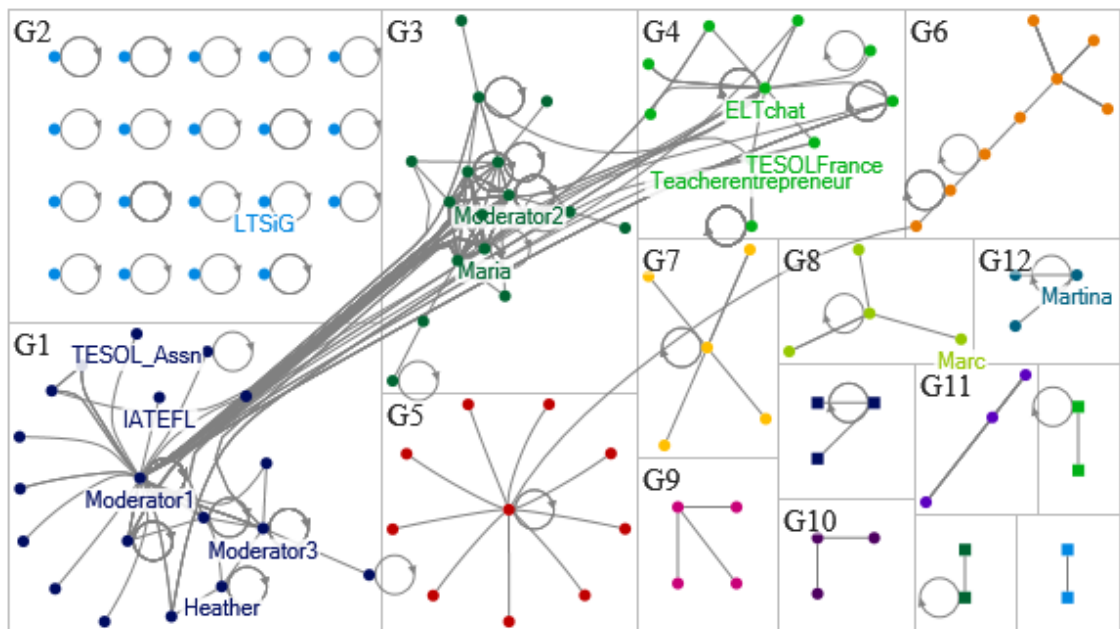 G2
G3
G4
G6
ELTchat
TESOLFrance
Teacherentrepreneur
Moderator2
LTSiG
G7
G8
G12
Maria
Martina
G1
TESOL_Assn
Marc
G11
IATEFL
G5
G9
Moderator1
G10
Moderator3
Heather